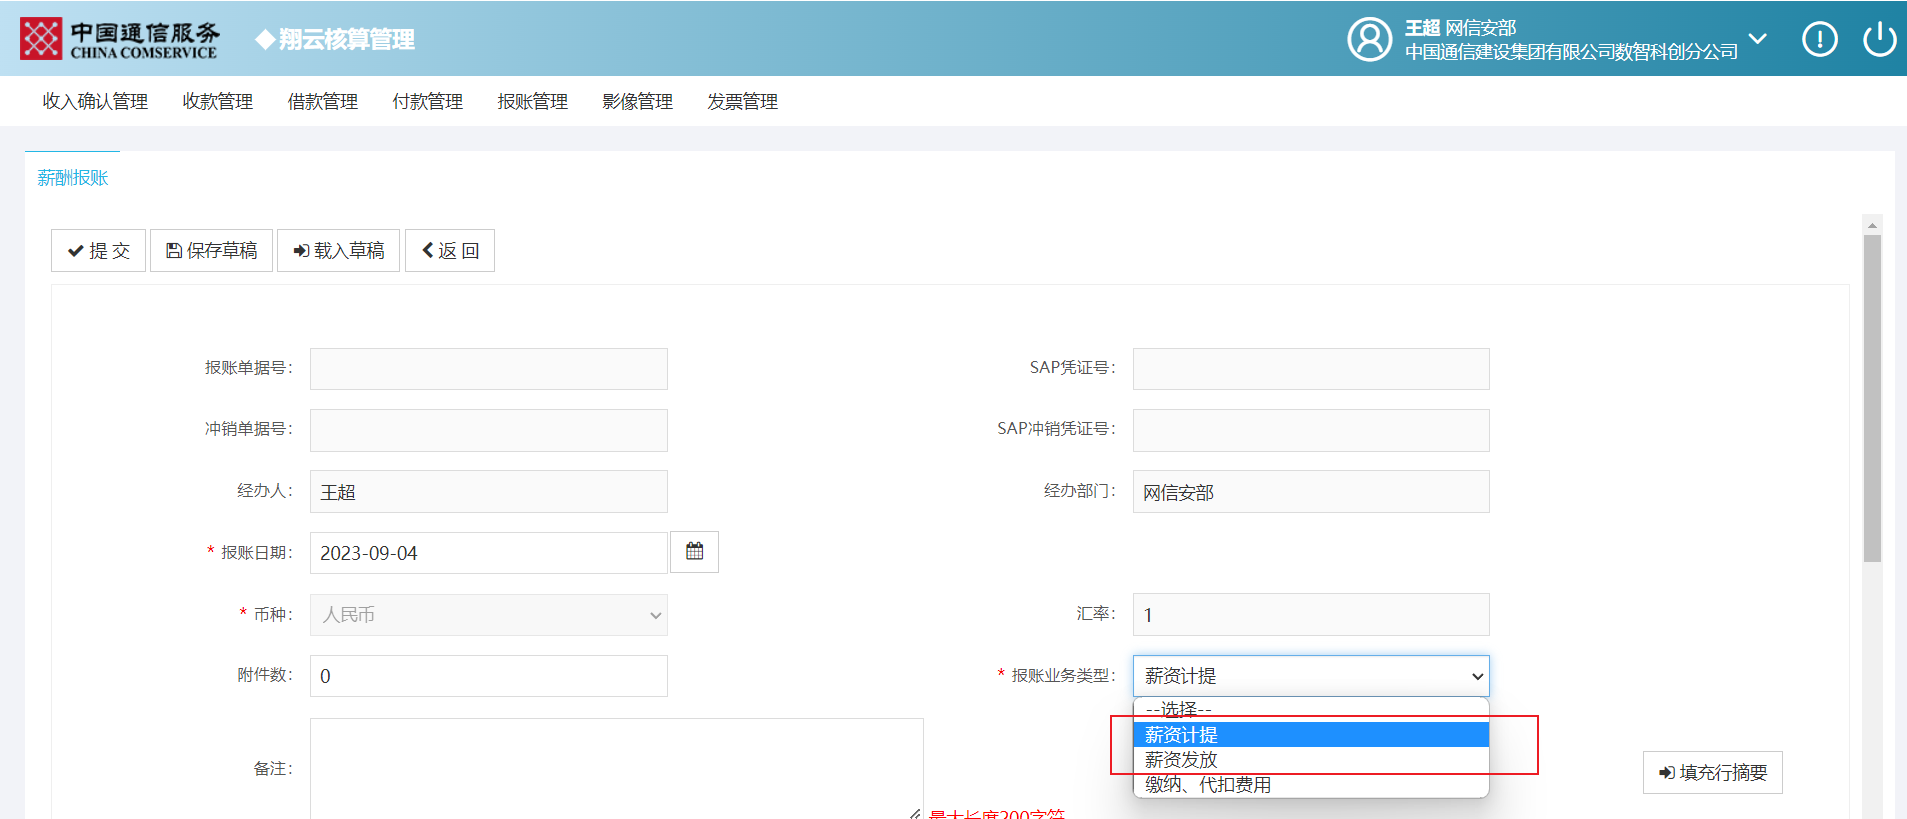 中国通信服务
CHINA COMSERVICE
翔云核算管理
王超 网信安部
中国通信建设集团有限公司数智科创分公司
收入确认管理 收款管理 借款管理 付款管理 报账管理 影像管理 发票管理
薪酬报账
提 交 保存草稿 载入草稿 返 回
报账单据号: SAP凭证号:
冲销单据号: SAP冲销凭证号:
经办人: 王超 经办部门: 网信安部
* 报账日期: 2023-09-04
* 币种: 人民币 汇率: 1
附件数: 0 * 报账业务类型: 薪资计提
--选择--
薪资计提
薪资发放
缴纳、代扣费用
备注: 填充行摘要
最大长度200字符